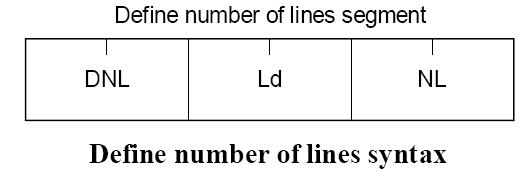 Define number of lines segment
DNL Ld NL
Define number of lines syntax